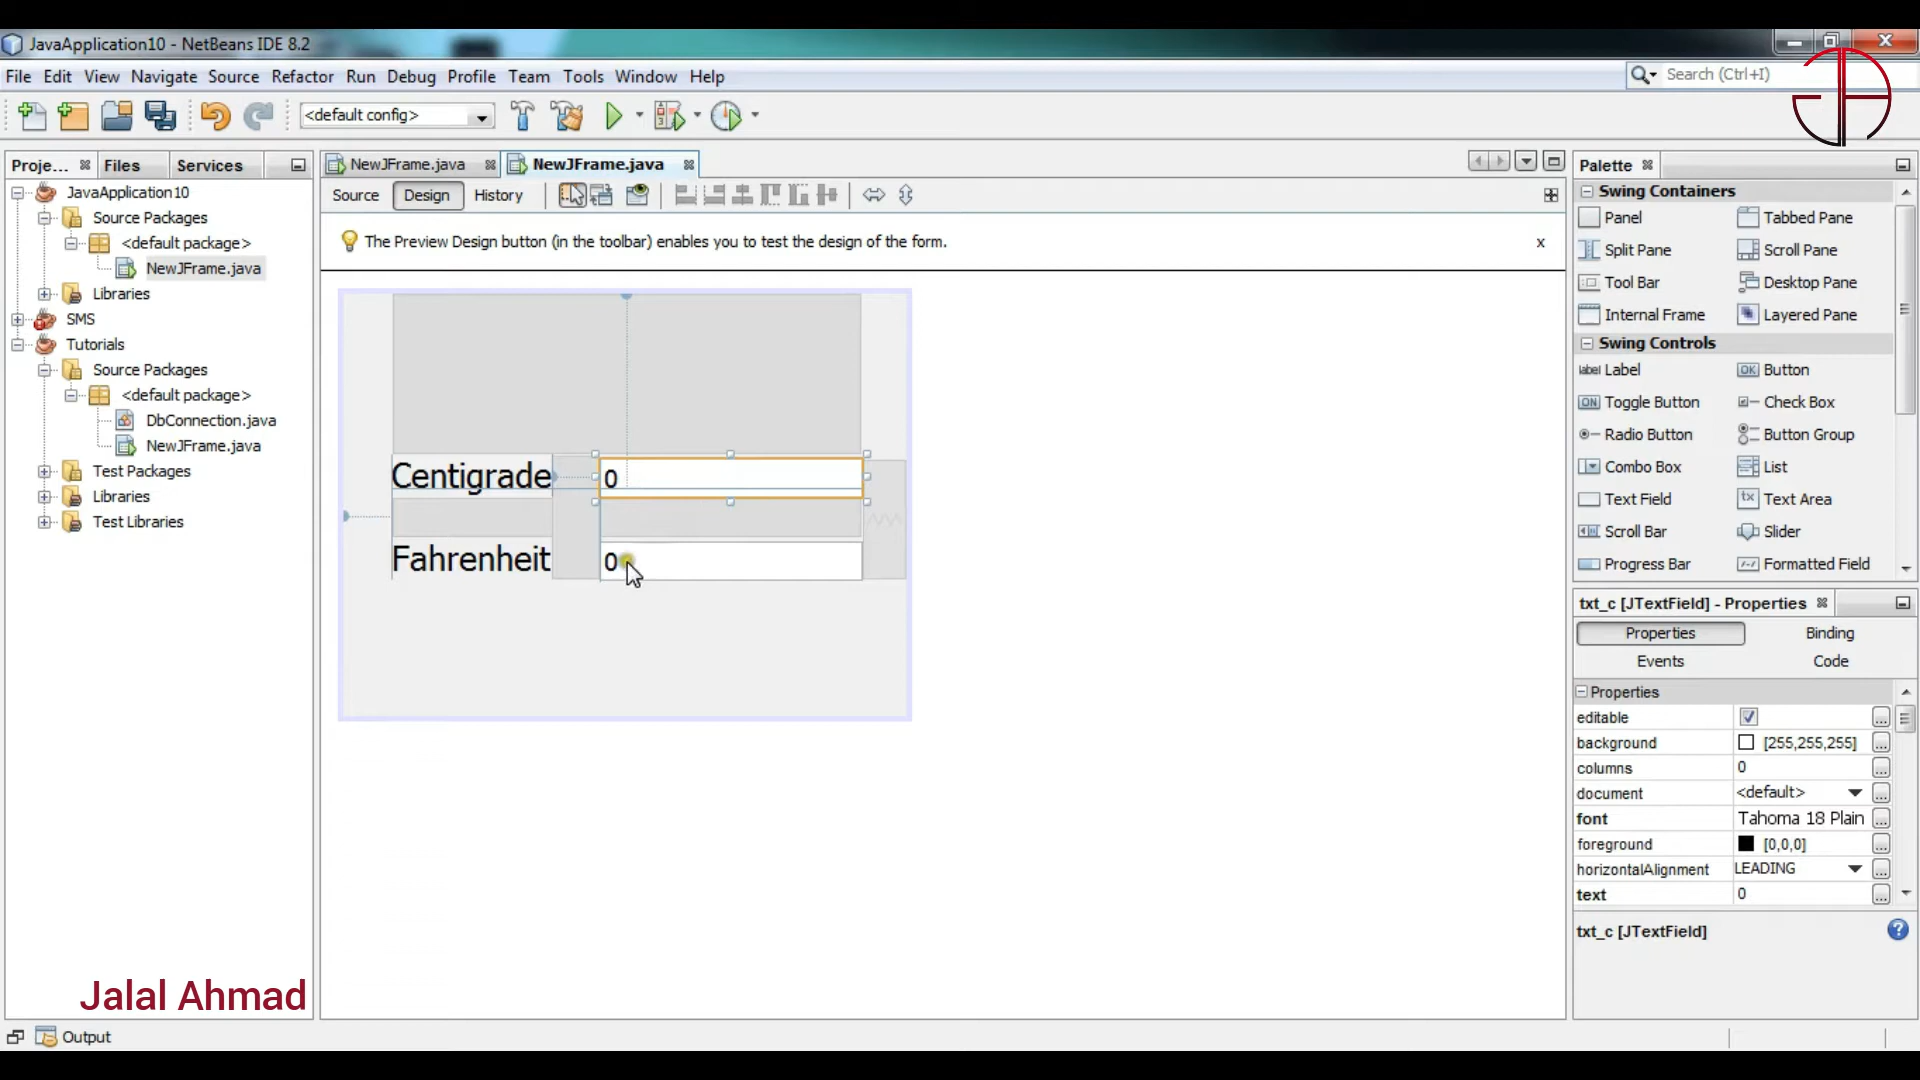 JavaApplication10 - NetBeans IDE 8.2
File Edit View Navigate Source Refactor Run Debug Profile Team Tools Window Help
Search (Ctrl+I)
<default config>
Proje... Files Services
NewJFrame.java NewJFrame.java
Palette
Source Design History
The Preview Design button (in the toolbar) enables you to test the design of the form.
x
JavaApplication10
Source Packages
<default package>
NewJFrame.java
Libraries
SMS
Tutorials
Source Packages
<default package>
DbConnection.java
NewJFrame.java
Test Packages
Libraries
Test Libraries
Centigrade 0
Fahrenheit 0
Swing Containers
Panel Tabbed Pane
Split Pane Scroll Pane
Tool Bar Desktop Pane
Internal Frame Layered Pane
Swing Controls
label Label OK Button
ON Toggle Button Check Box
Radio Button Button Group
Combo Box List
Text Field Text Area
Scroll Bar Slider
Progress Bar Formatted Field
txt_c [JTextField] - Properties
Properties Binding
Events Code
Properties
editable
background [255,255,255] ...
columns 0 ...
document <default> ...
font Tahoma 18 Plain ...
foreground [0,0,0] ...
horizontalAlignment LEADING ...
text 0 ...
txt_c [JTextField]
Jalal Ahmad
Output